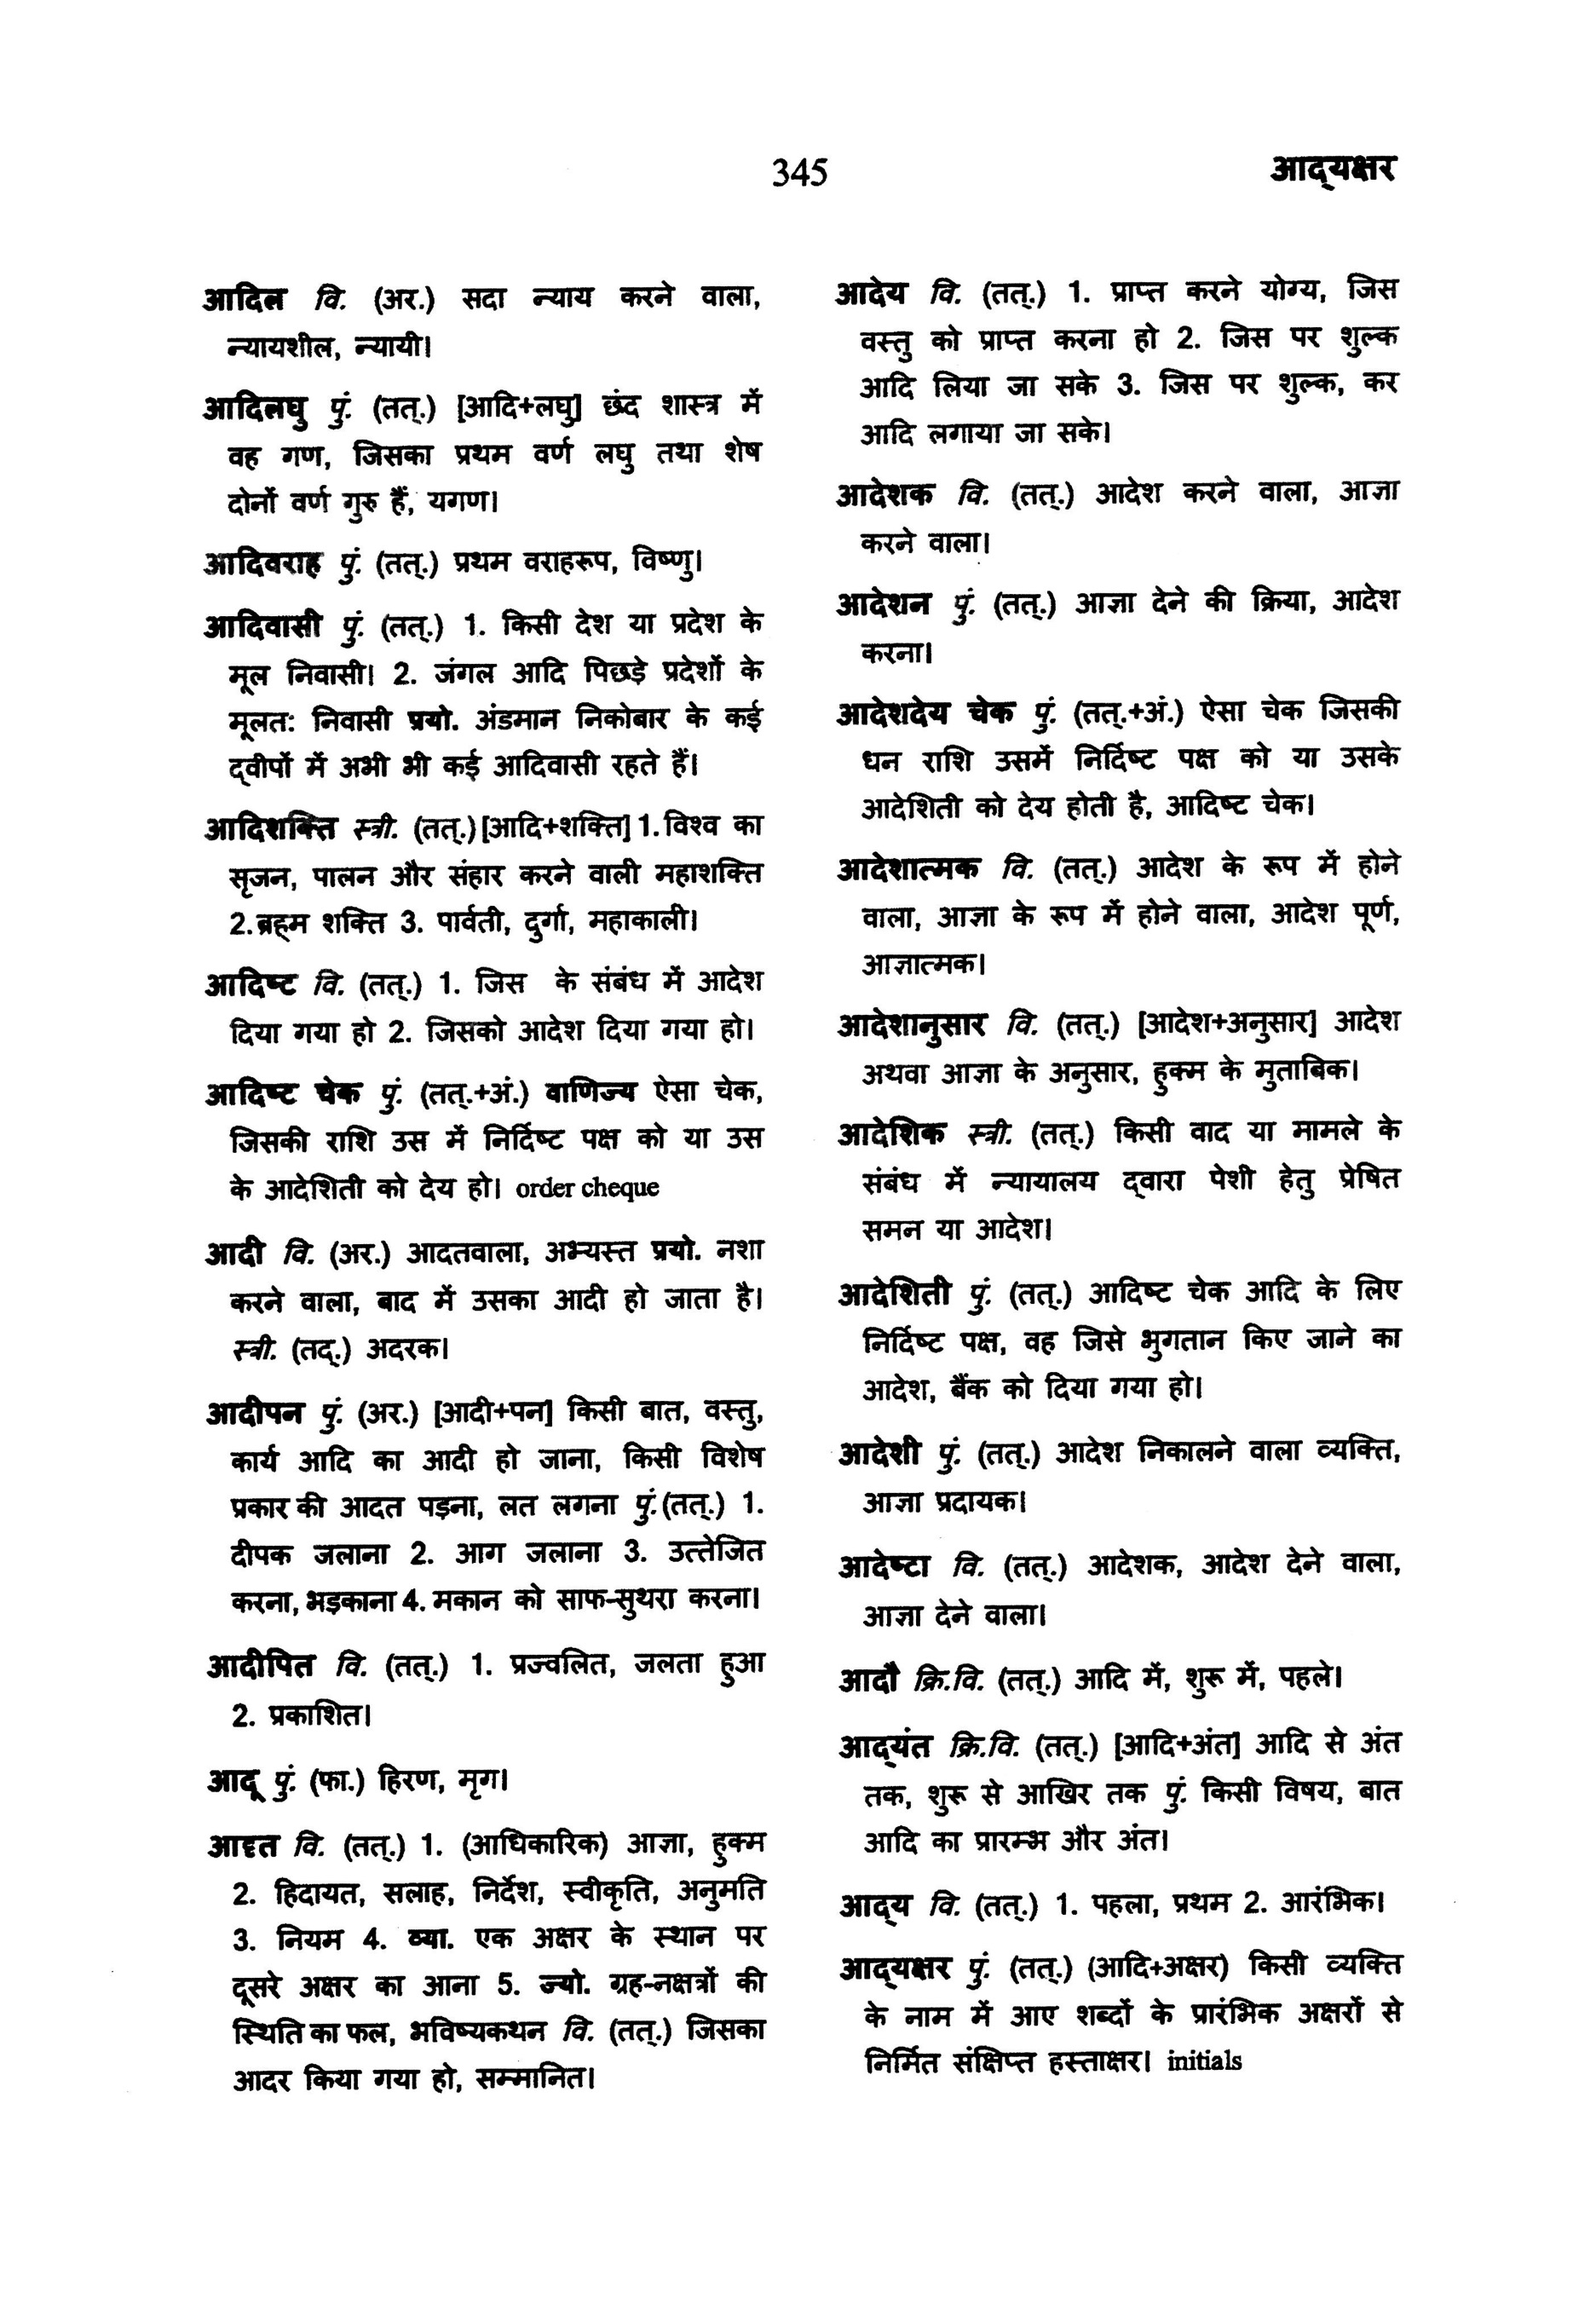 345
आद्यक्षर
आदिल वि. (अर.) सदा न्याय करने वाला,
न्यायशील, न्यायी।
आदिलघु पुं. (तत्.) [आदि+लघु] छंद शास्त्र में
वह गण, जिसका प्रथम वर्ण लघु तथा शेष
दोनों वर्ण गुरु हैं, यगण।
आदिवराह पुं. (तत्.) प्रथम वराहरूप, विष्णु।
आदिवासी पुं. (तत्.) 1. किसी देश या प्रदेश के
मूल निवासी। 2. जंगल आदि पिछड़े प्रदेशों के
मूलत: निवासी प्रयो. अंडमान निकोबार के कई
द्वीपों में अभी भी कई आदिवासी रहते हैं।
आदिशक्ति स्त्री. (तत्.) [आदि+शक्ति] 1. विश्व का
सृजन, पालन और संहार करने वाली महाशक्ति
2. ब्रह्म शक्ति 3. पार्वती, दुर्गा, महाकाली।
आदिष्ट वि. (तत्.) 1. जिस के संबंध में आदेश
दिया गया हो 2. जिसको आदेश दिया गया हो।
आदिष्ट चेक पुं. (तत्.+अं.) वाणिज्य ऐसा चेक,
जिसकी राशि उस में निर्दिष्ट पक्ष को या उस
के आदेशिती को देय हो। order cheque
आदी वि. (अर.) आदतवाला, अभ्यस्त प्रयो. नशा
करने वाला, बाद में उसका आदी हो जाता है।
स्त्री. (तद्.) अदरक।
आदीपन पुं. (अर.) [आदी+पन] किसी बात, वस्तु,
कार्य आदि का आदी हो जाना, किसी विशेष
प्रकार की आदत पड़ना, लत लगना पुं. (तत्.) 1.
दीपक जलाना 2. आग जलाना 3. उत्तेजित
करना, भड़काना 4. मकान को साफ-सुथरा करना।
आदीपित वि. (तत्.) 1. प्रज्वलित, जलता हुआ
2. प्रकाशित।
आदू पुं. (फा.) हिरण, मृग।
आदृत वि. (तत्.) 1. (आधिकारिक) आज्ञा, हुक्म
2. हिदायत, सलाह, निर्देश, स्वीकृति, अनुमति
3. नियम 4. व्या. एक अक्षर के स्थान पर
दूसरे अक्षर का आना 5. ज्यो. ग्रह-नक्षत्रों की
स्थिति का फल, भविष्यकथन वि. (तत्.) जिसका
आदर किया गया हो, सम्मानित।
आदेय वि. (तत्.) 1. प्राप्त करने योग्य, जिस
वस्तु को प्राप्त करना हो 2. जिस पर शुल्क
आदि लिया जा सके 3. जिस पर शुल्क, कर
आदि लगाया जा सके।
आदेशक वि. (तत्.) आदेश करने वाला, आज्ञा
करने वाला।
आदेशन पुं. (तत्.) आज्ञा देने की क्रिया, आदेश
करना।
आदेशदेय चेक पुं. (तत्.+अं.) ऐसा चेक जिसकी
धन राशि उसमें निर्दिष्ट पक्ष को या उसके
आदेशिती को देय होती है, आदिष्ट चेक।
आदेशात्मक वि. (तत्.) आदेश के रूप में होने
वाला, आज्ञा के रूप में होने वाला, आदेश पूर्ण,
आज्ञात्मक।
आदेशानुसार वि. (तत्.) [आदेश+अनुसार] आदेश
अथवा आज्ञा के अनुसार, हुक्म के मुताबिक।
आदेशिक स्त्री. (तत्.) किसी वाद या मामले के
संबंध में न्यायालय द्वारा पेशी हेतु प्रेषित
समन या आदेश।
आदेशिती पुं. (तत्.) आदिष्ट चेक आदि के लिए
निर्दिष्ट पक्ष, वह जिसे भुगतान किए जाने का
आदेश, बैंक को दिया गया हो।
आदेशी पुं. (तत्.) आदेश निकालने वाला व्यक्ति,
आज्ञा प्रदायक।
आदेष्टा वि. (तत्.) आदेशक, आदेश देने वाला,
आज्ञा देने वाला।
आदौ क्रि.वि. (तत्.) आदि में, शुरू में, पहले।
आद्यंत क्रि.वि. (तत्.) [आदि+अंत] आदि से अंत
तक, शुरू से आखिर तक पुं. किसी विषय, बात
आदि का प्रारम्भ और अंत।
आद्य वि. (तत्.) 1. पहला, प्रथम 2. आरंभिक।
आद्यक्षर पुं. (तत्.) (आदि+अक्षर) किसी व्यक्ति
के नाम में आए शब्दों के प्रारंभिक अक्षरों से
निर्मित संक्षिप्त हस्ताक्षर। initials